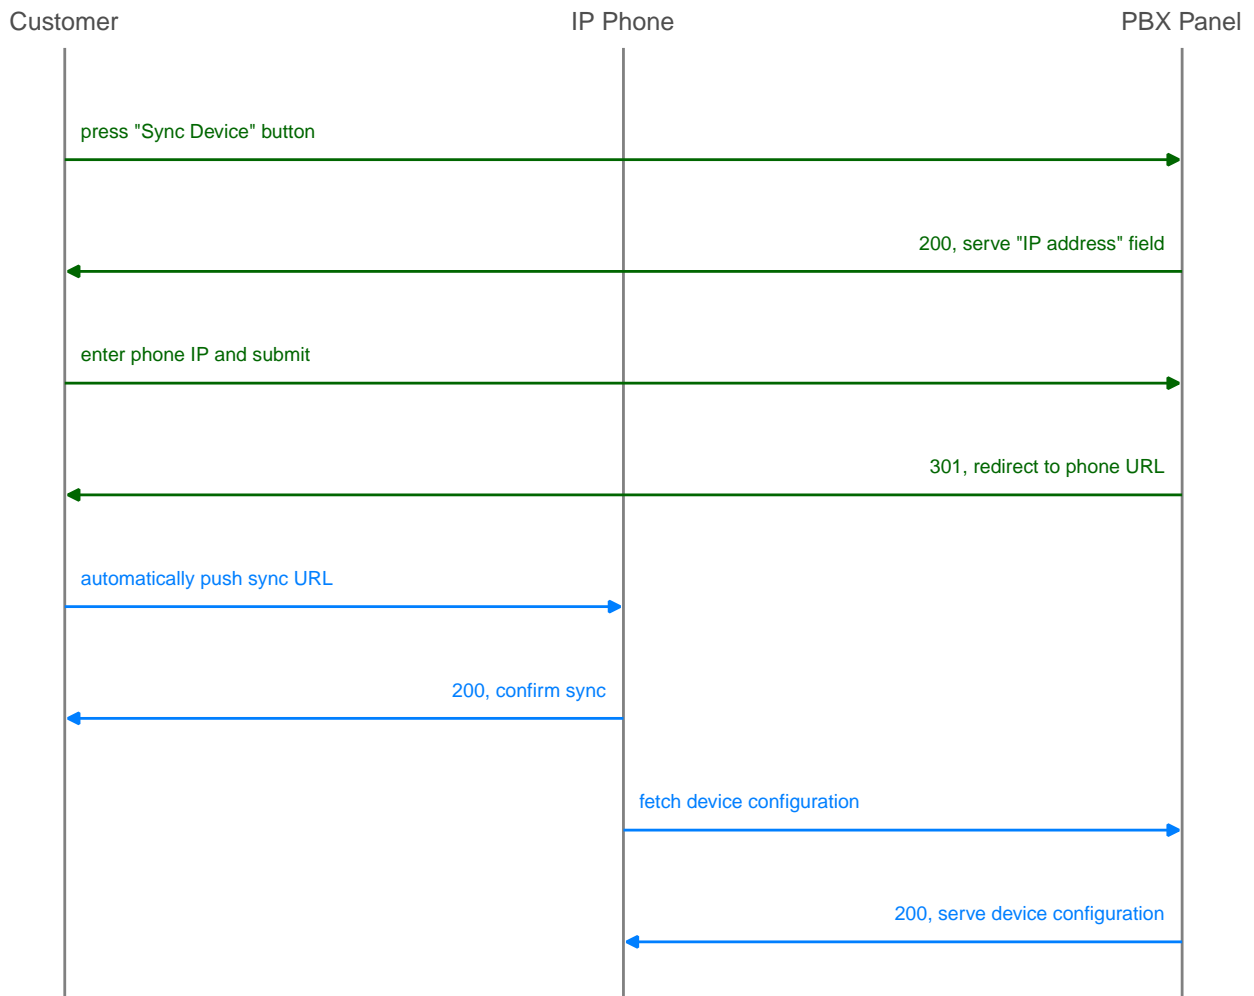 Customer
IP Phone
PBX Panel
press "Sync Device" button
200, serve "IP address" field
enter phone IP and submit
301, redirect to phone URL
automatically push sync URL
200, confirm sync
fetch device configuration
200, serve device configuration